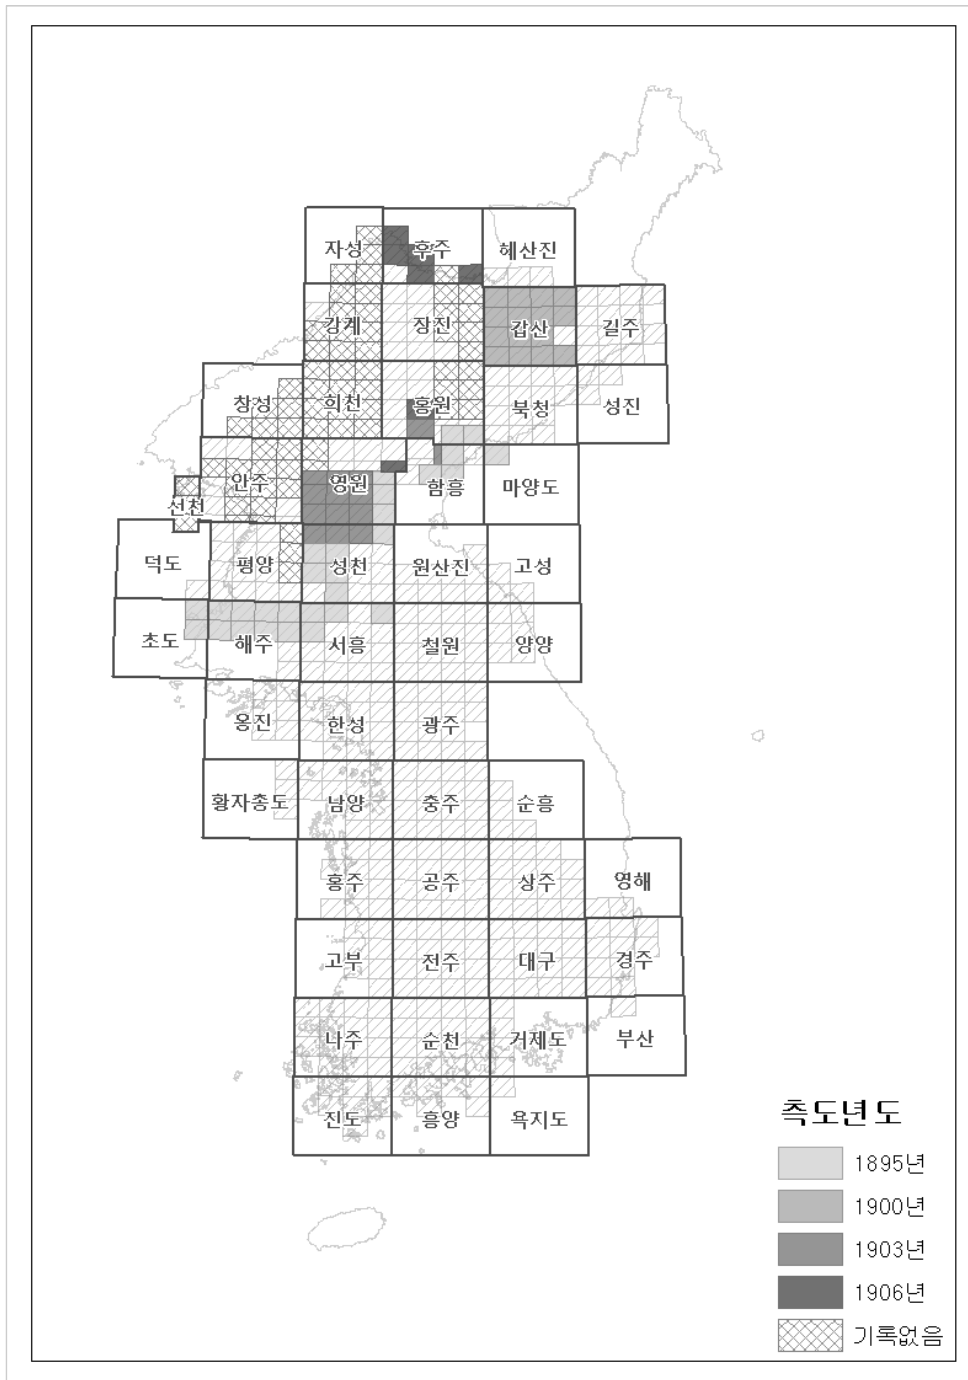 자성 후주 혜산진
강계 장진 갑산 길주
창성 희천 홍원 북청 성진
안주 영원 함흥 마양도
선천
덕도 평양 성천 원산진 고성
초도 해주 서흥 철원 양양
옹진 한성 광주
황자총도 남양 충주 순흥
홍주 공주 상주 영해
고부 전주 대구 경주
나주 순천 거제도 부산
진도 흥양 욕지도
측도년도
1895년
1900년
1903년
1906년
기록없음